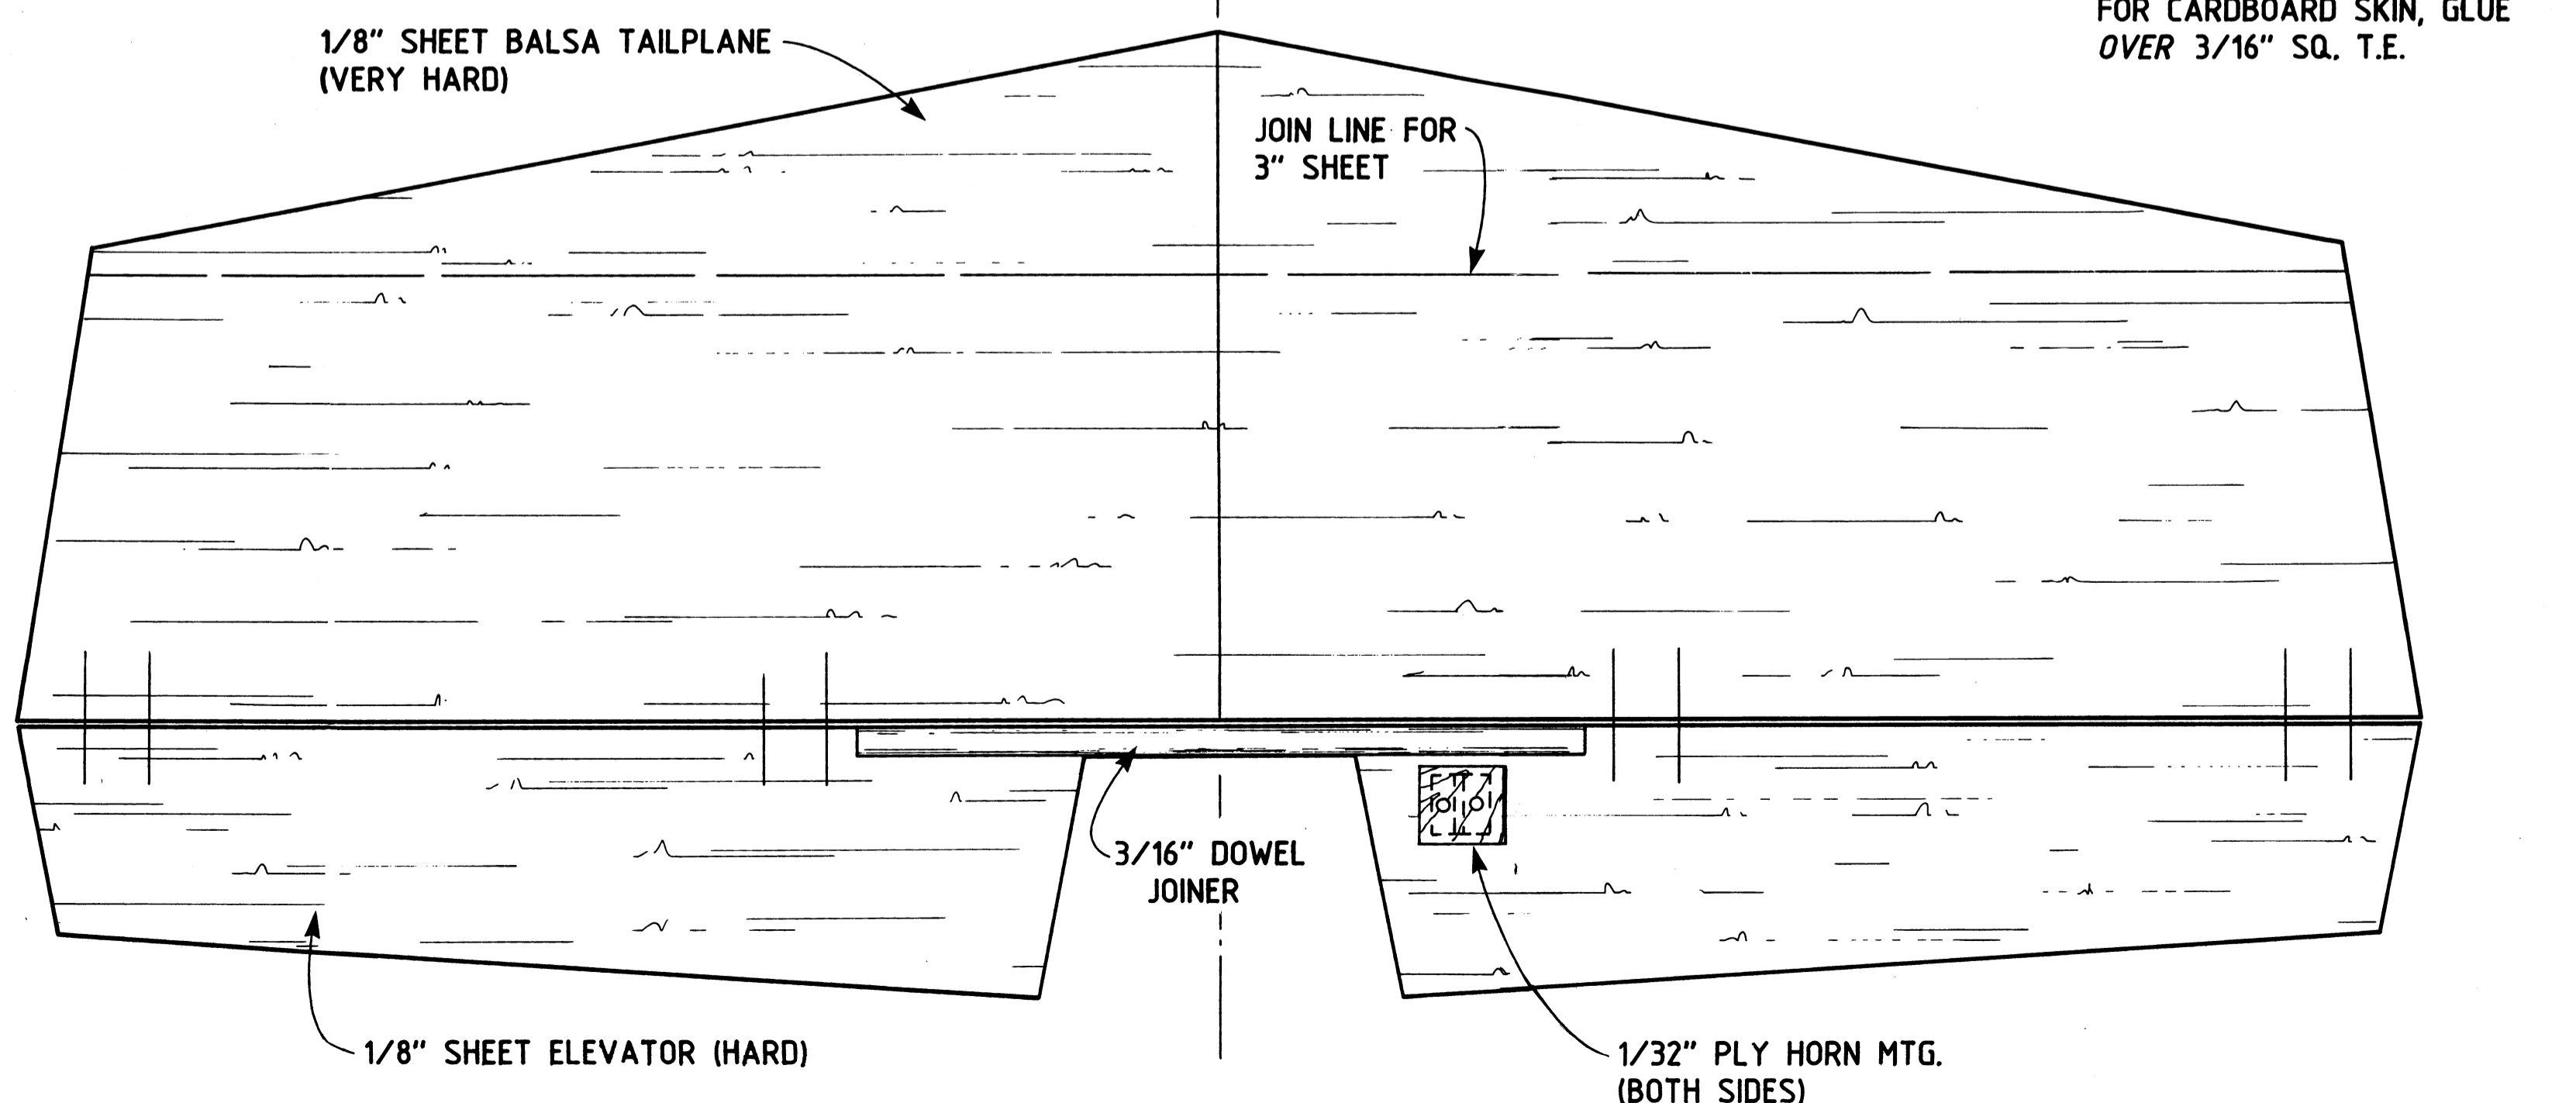 1/8" SHEET BALSA TAILPLANE
(VERY HARD)
FOR CARDBOARD SKIN, GLUE
OVER 3/16" SQ. T.E.
JOIN LINE FOR
3" SHEET
3/16" DOWEL
JOINER
1/8" SHEET ELEVATOR (HARD)
1/32" PLY HORN MTG.
(BOTH SIDES)